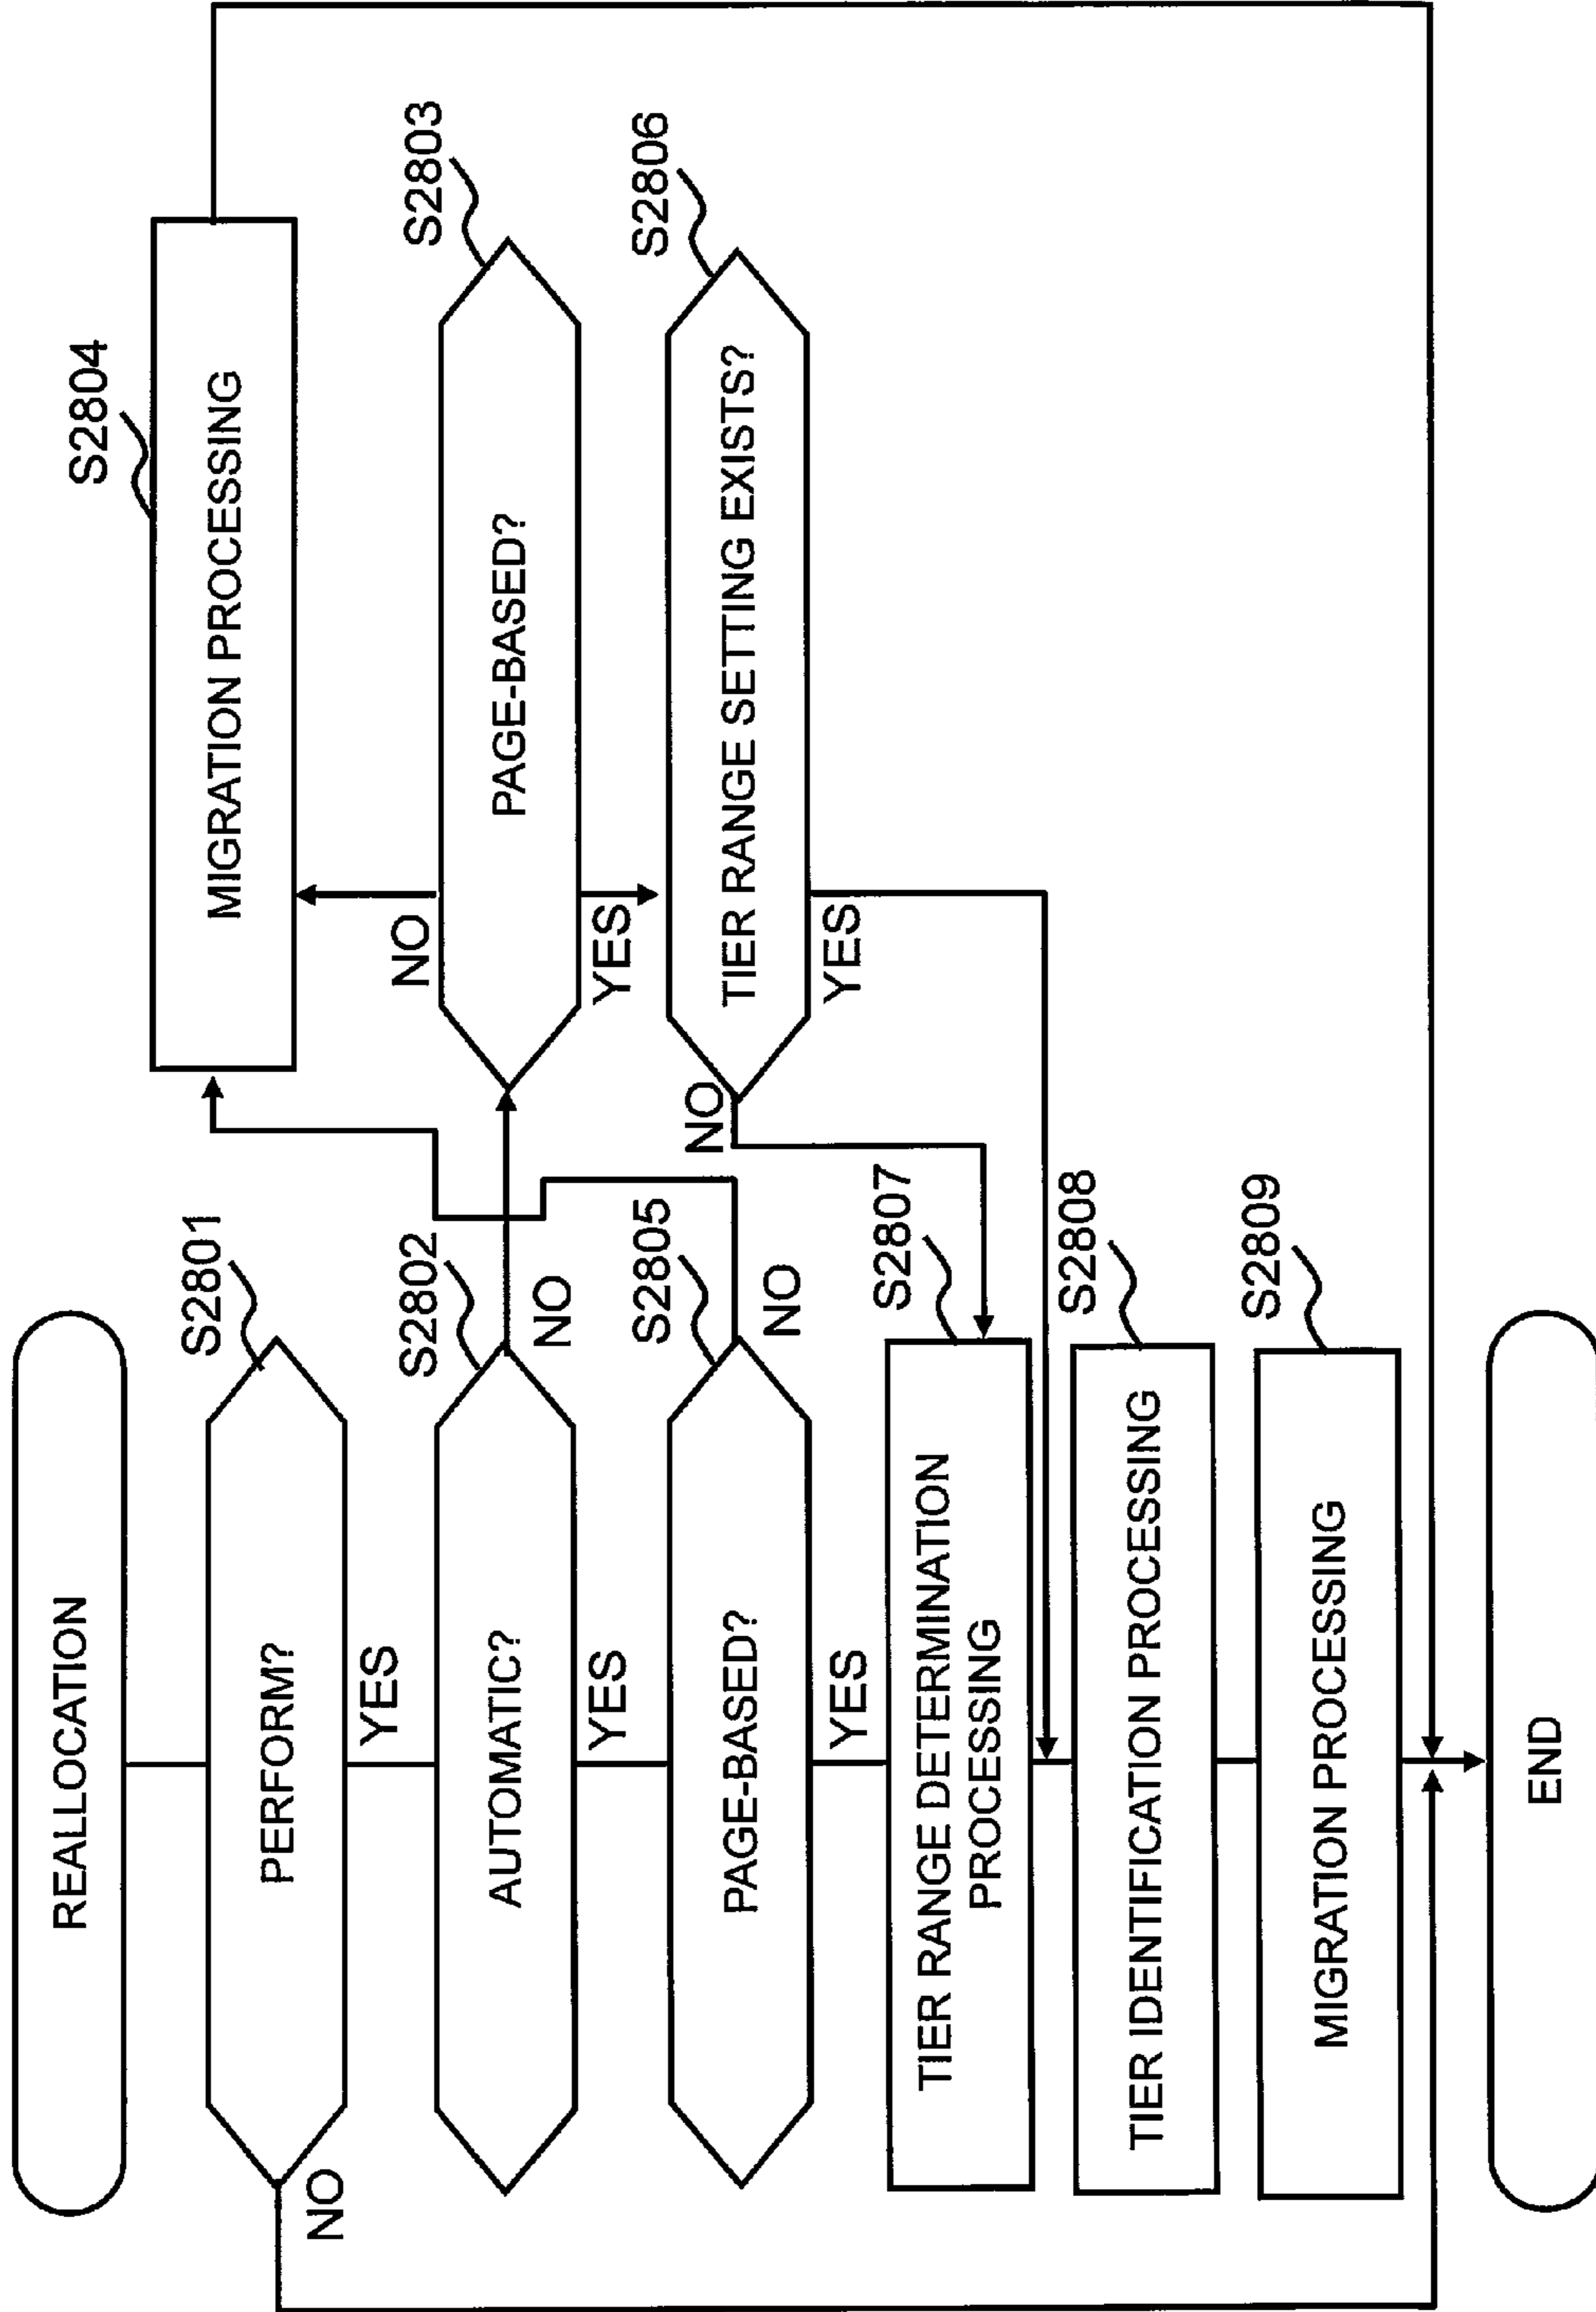 REALLOCATION
S2801
PERFORM?
NO
YES
S2802
AUTOMATIC?
NO
YES
S2805
PAGE-BASED?
NO
YES
S2804
MIGRATION PROCESSING
S2803
PAGE-BASED?
NO
YES
S2806
TIER RANGE SETTING EXISTS?
NO
YES
S2807
TIER RANGE DETERMINATION
PROCESSING
S2808
TIER IDENTIFICATION PROCESSING
S2809
MIGRATION PROCESSING
END